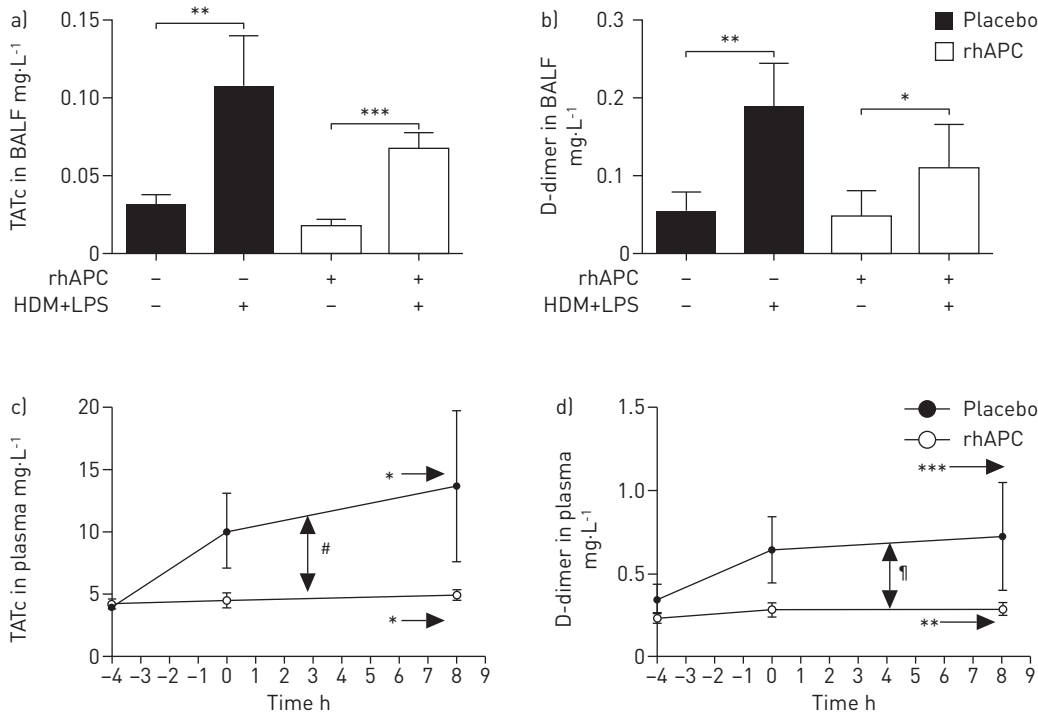 a)
0.15
0.10
0.05
0
TATc in BALF mg·L⁻¹
**
***
rhAPC – – + +
HDM+LPS – + – +
b)
0.3
0.2
0.1
0
D-dimer in BALF
mg·L⁻¹
**
*
Placebo
rhAPC
rhAPC – – + +
HDM+LPS – + – +
c)
20
15
10
5
0
TATc in plasma mg·L⁻¹
*
#
*
–4 –3 –2 –1 0 1 2 3 4 5 6 7 8 9
Time h
d)
1.5
1.0
0.5
0
D-dimer in plasma
mg·L⁻¹
Placebo
rhAPC
***
¶
**
–4 –3 –2 –1 0 1 2 3 4 5 6 7 8 9
Time h